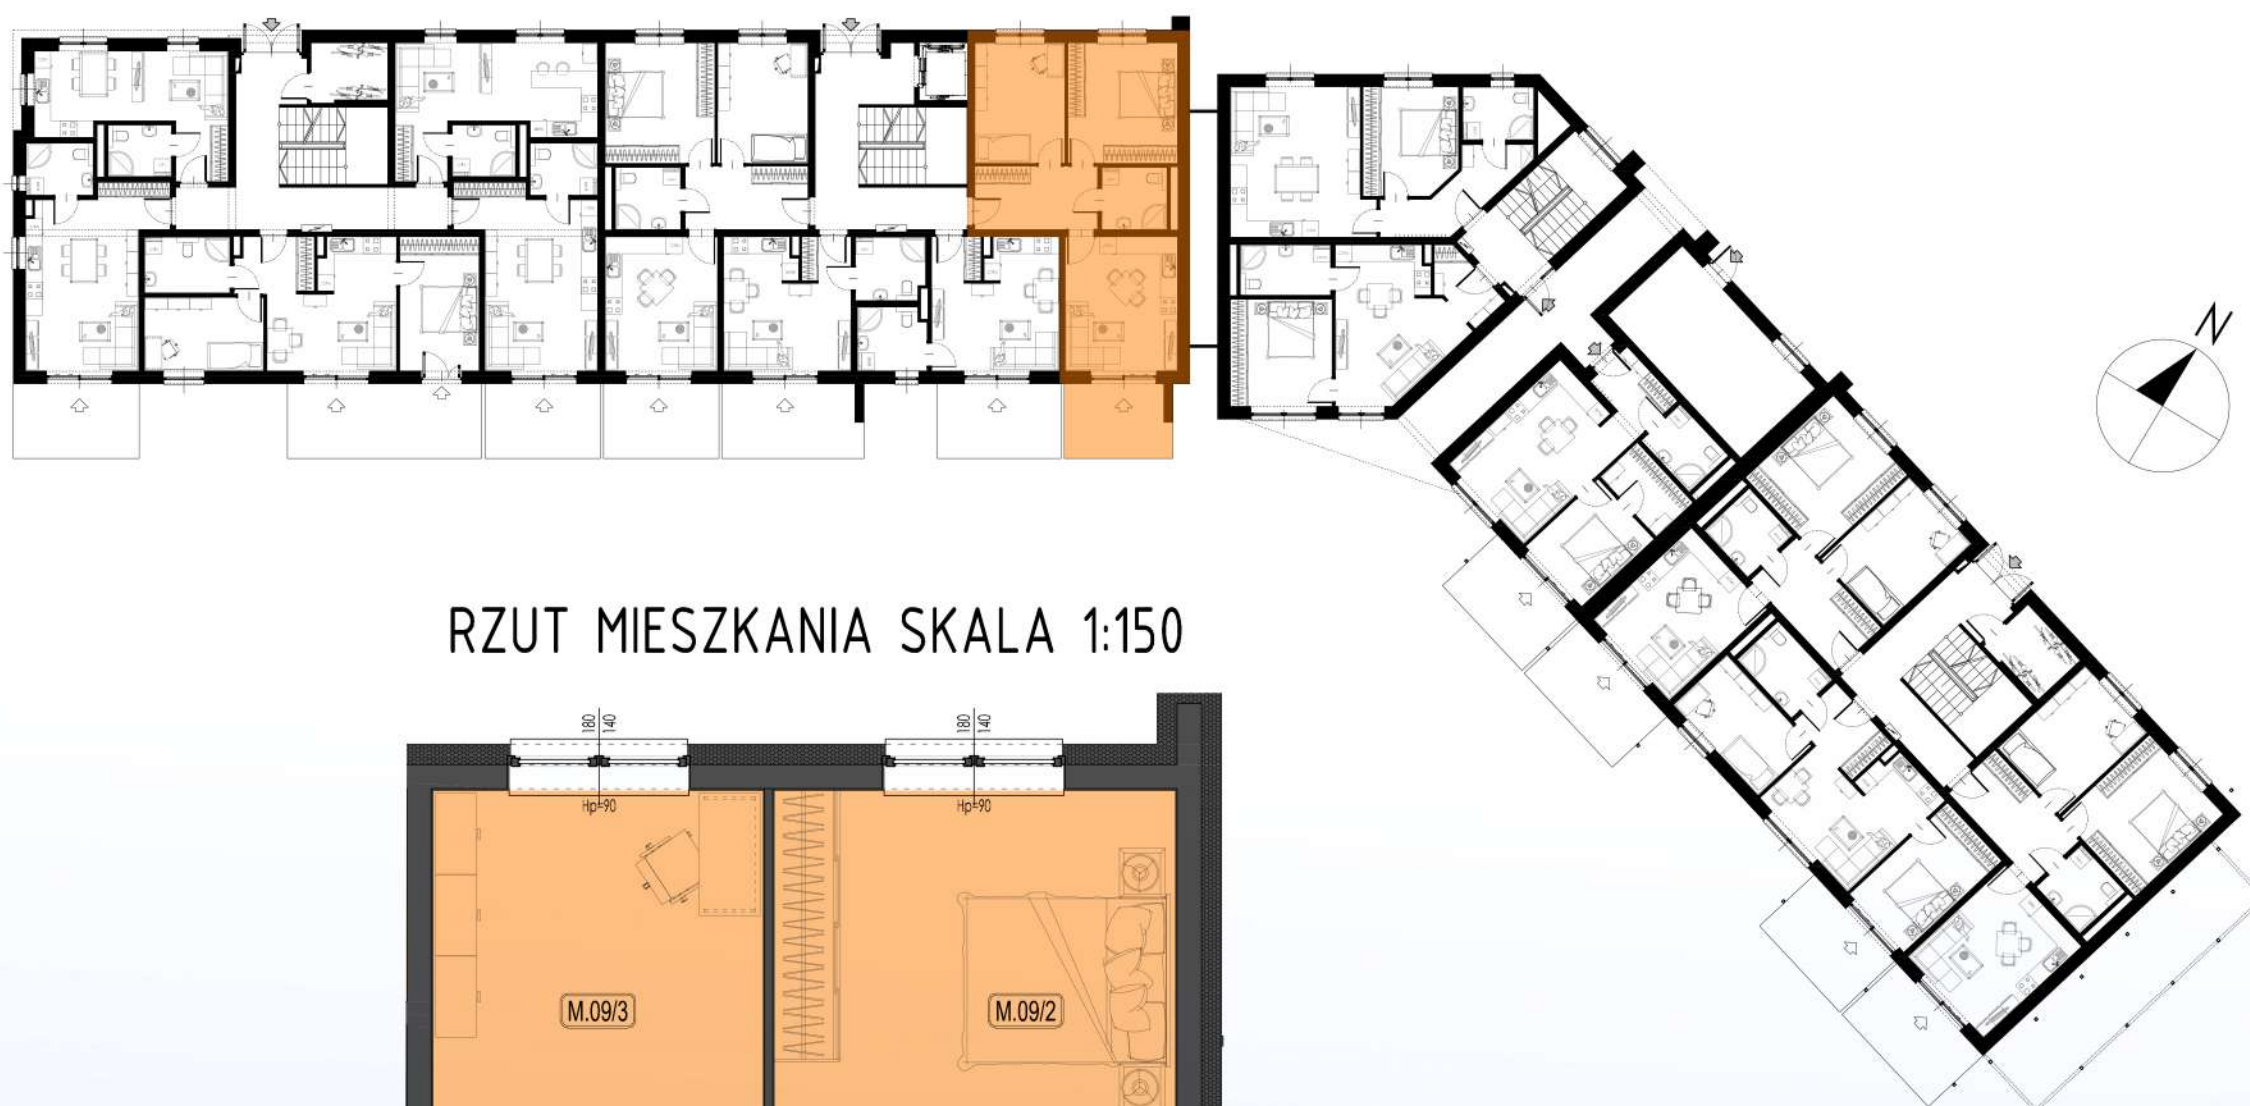 N
RZUT MIESZKANIA SKALA 1:150
180 140
180 140
Hp=90
Hp=90
M.09/3
M.09/2